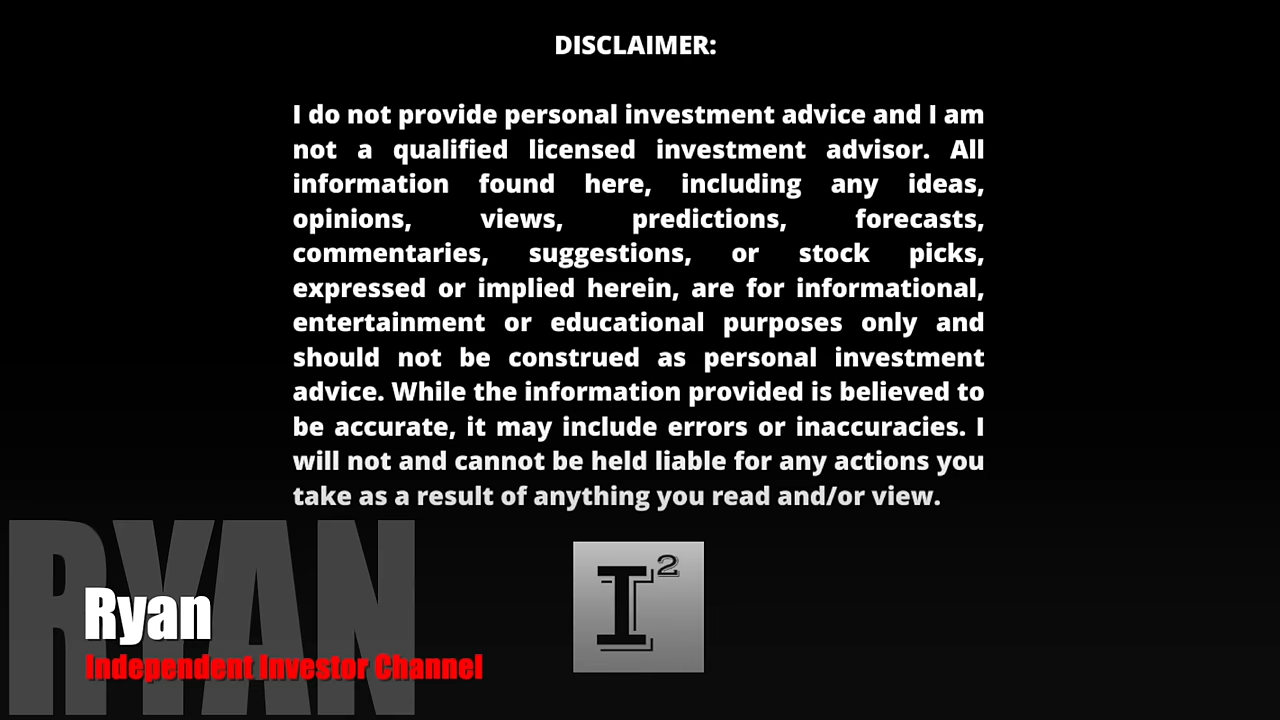 DISCLAIMER:
I do not provide personal investment advice and I am
not a qualified licensed investment advisor. All
information found here, including any ideas,
opinions, views, predictions, forecasts,
commentaries, suggestions, or stock picks,
expressed or implied herein, are for informational,
entertainment or educational purposes only and
should not be construed as personal investment
advice. While the information provided is believed to
be accurate, it may include errors or inaccuracies. I
will not and cannot be held liable for any actions you
take as a result of anything you read and/or view.
RYAN
Ryan
Independent Investor Channel
I²